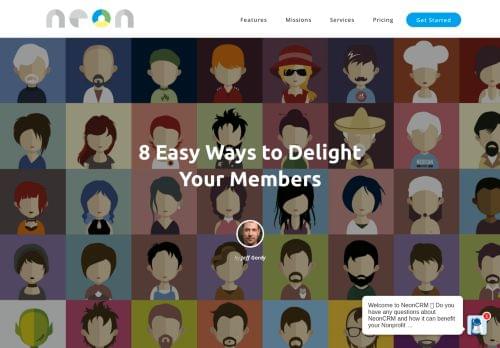 neon
Features Missions Services Pricing Get Started
8 Easy Ways to Delight
Your Members
by Jeff Gordy
Welcome to NeonCRM ▯ Do you
have any questions about
NeonCRM and how it can benefit
your Nonprofit ...
1